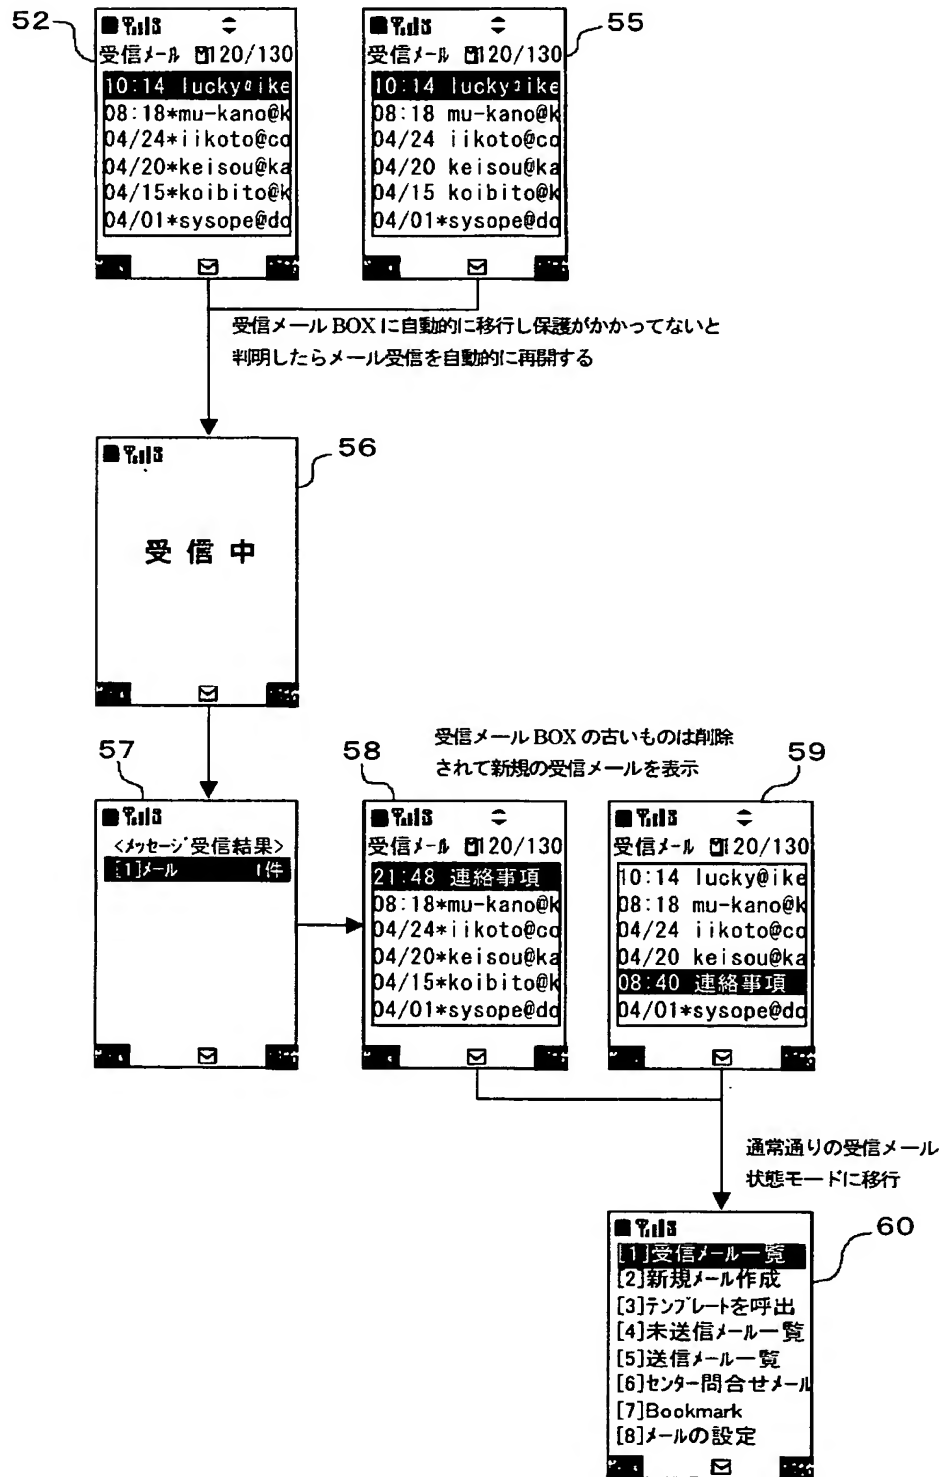 52
受信メール 120/130
10:14 lucky@ike
08:18*mu-kano@k
04/24*iikoto@co
04/20*keisou@ka
04/15*koibito@k
04/01*sysope@do
55
受信メール 120/130
10:14 lucky@ike
08:18 mu-kano@k
04/24 iikoto@co
04/20 keisou@ka
04/15 koibito@k
04/01*sysope@do
受信メール BOX に自動的に移行し保護がかかってないと
判明したらメール受信を自動的に再開する
56
受信中
57
<メッセージ受信結果>
[1]メール 1件
58
受信メール BOX の古いものは削除
されて新規の受信メールを表示
受信メール 120/130
21:48 連絡事項
08:18*mu-kano@k
04/24*iikoto@co
04/20*keisou@ka
04/15*koibito@k
04/01*sysope@do
59
受信メール 120/130
10:14 lucky@ike
08:18 mu-kano@k
04/24 iikoto@co
04/20 keisou@ka
08:40 連絡事項
04/01*sysope@do
通常通りの受信メール
状態モードに移行
60
[1]受信メール一覧
[2]新規メール作成
[3]テンプレートを呼出
[4]未送信メール一覧
[5]送信メール一覧
[6]センター問合せメール
[7]Bookmark
[8]メールの設定